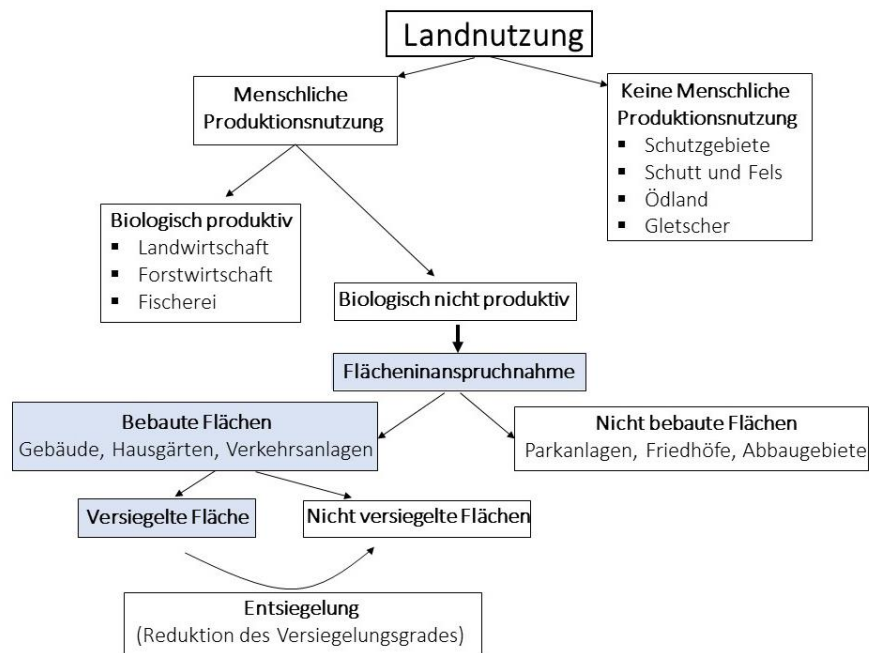 Landnutzung
Menschliche
Produktionsnutzung
Keine Menschliche
Produktionsnutzung
▪ Schutzgebiete
▪ Schutt und Fels
▪ Ödland
▪ Gletscher
Biologisch produktiv
▪ Landwirtschaft
▪ Forstwirtschaft
▪ Fischerei
Biologisch nicht produktiv
Flächeninanspruchnahme
Bebaute Flächen
Gebäude, Hausgärten, Verkehrsanlagen
Nicht bebaute Flächen
Parkanlagen, Friedhöfe, Abbaugebiete
Versiegelte Fläche
Nicht versiegelte Flächen
Entsiegelung
(Reduktion des Versiegelungsgrades)